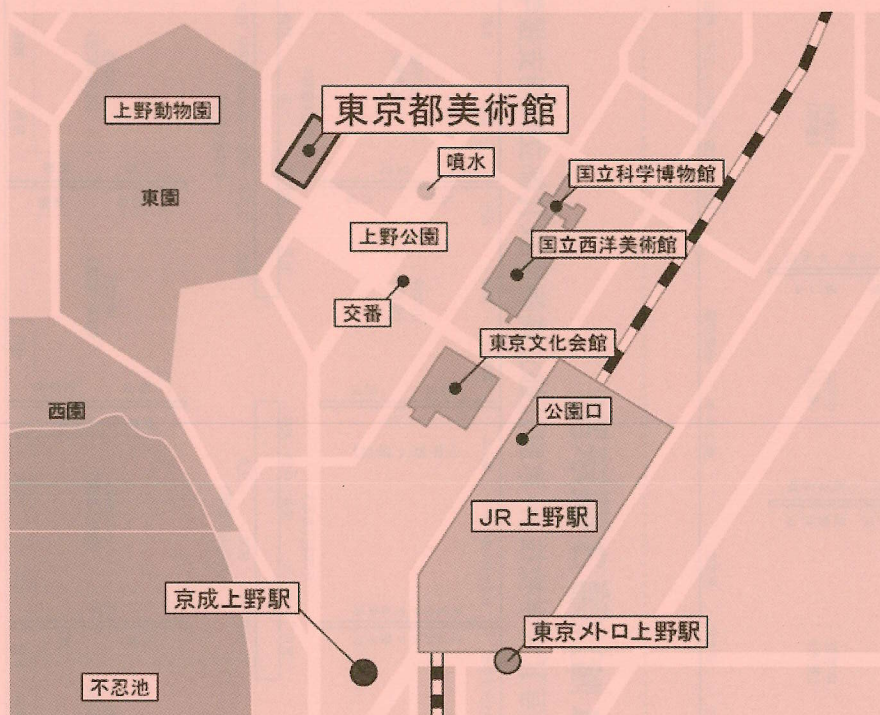 東京都美術館
上野動物園
噴水
国立科学博物館
東園
上野公園
国立西洋美術館
交番
東京文化会館
西園
公園口
JR 上野駅
京成上野駅
東京メトロ上野駅
不忍池